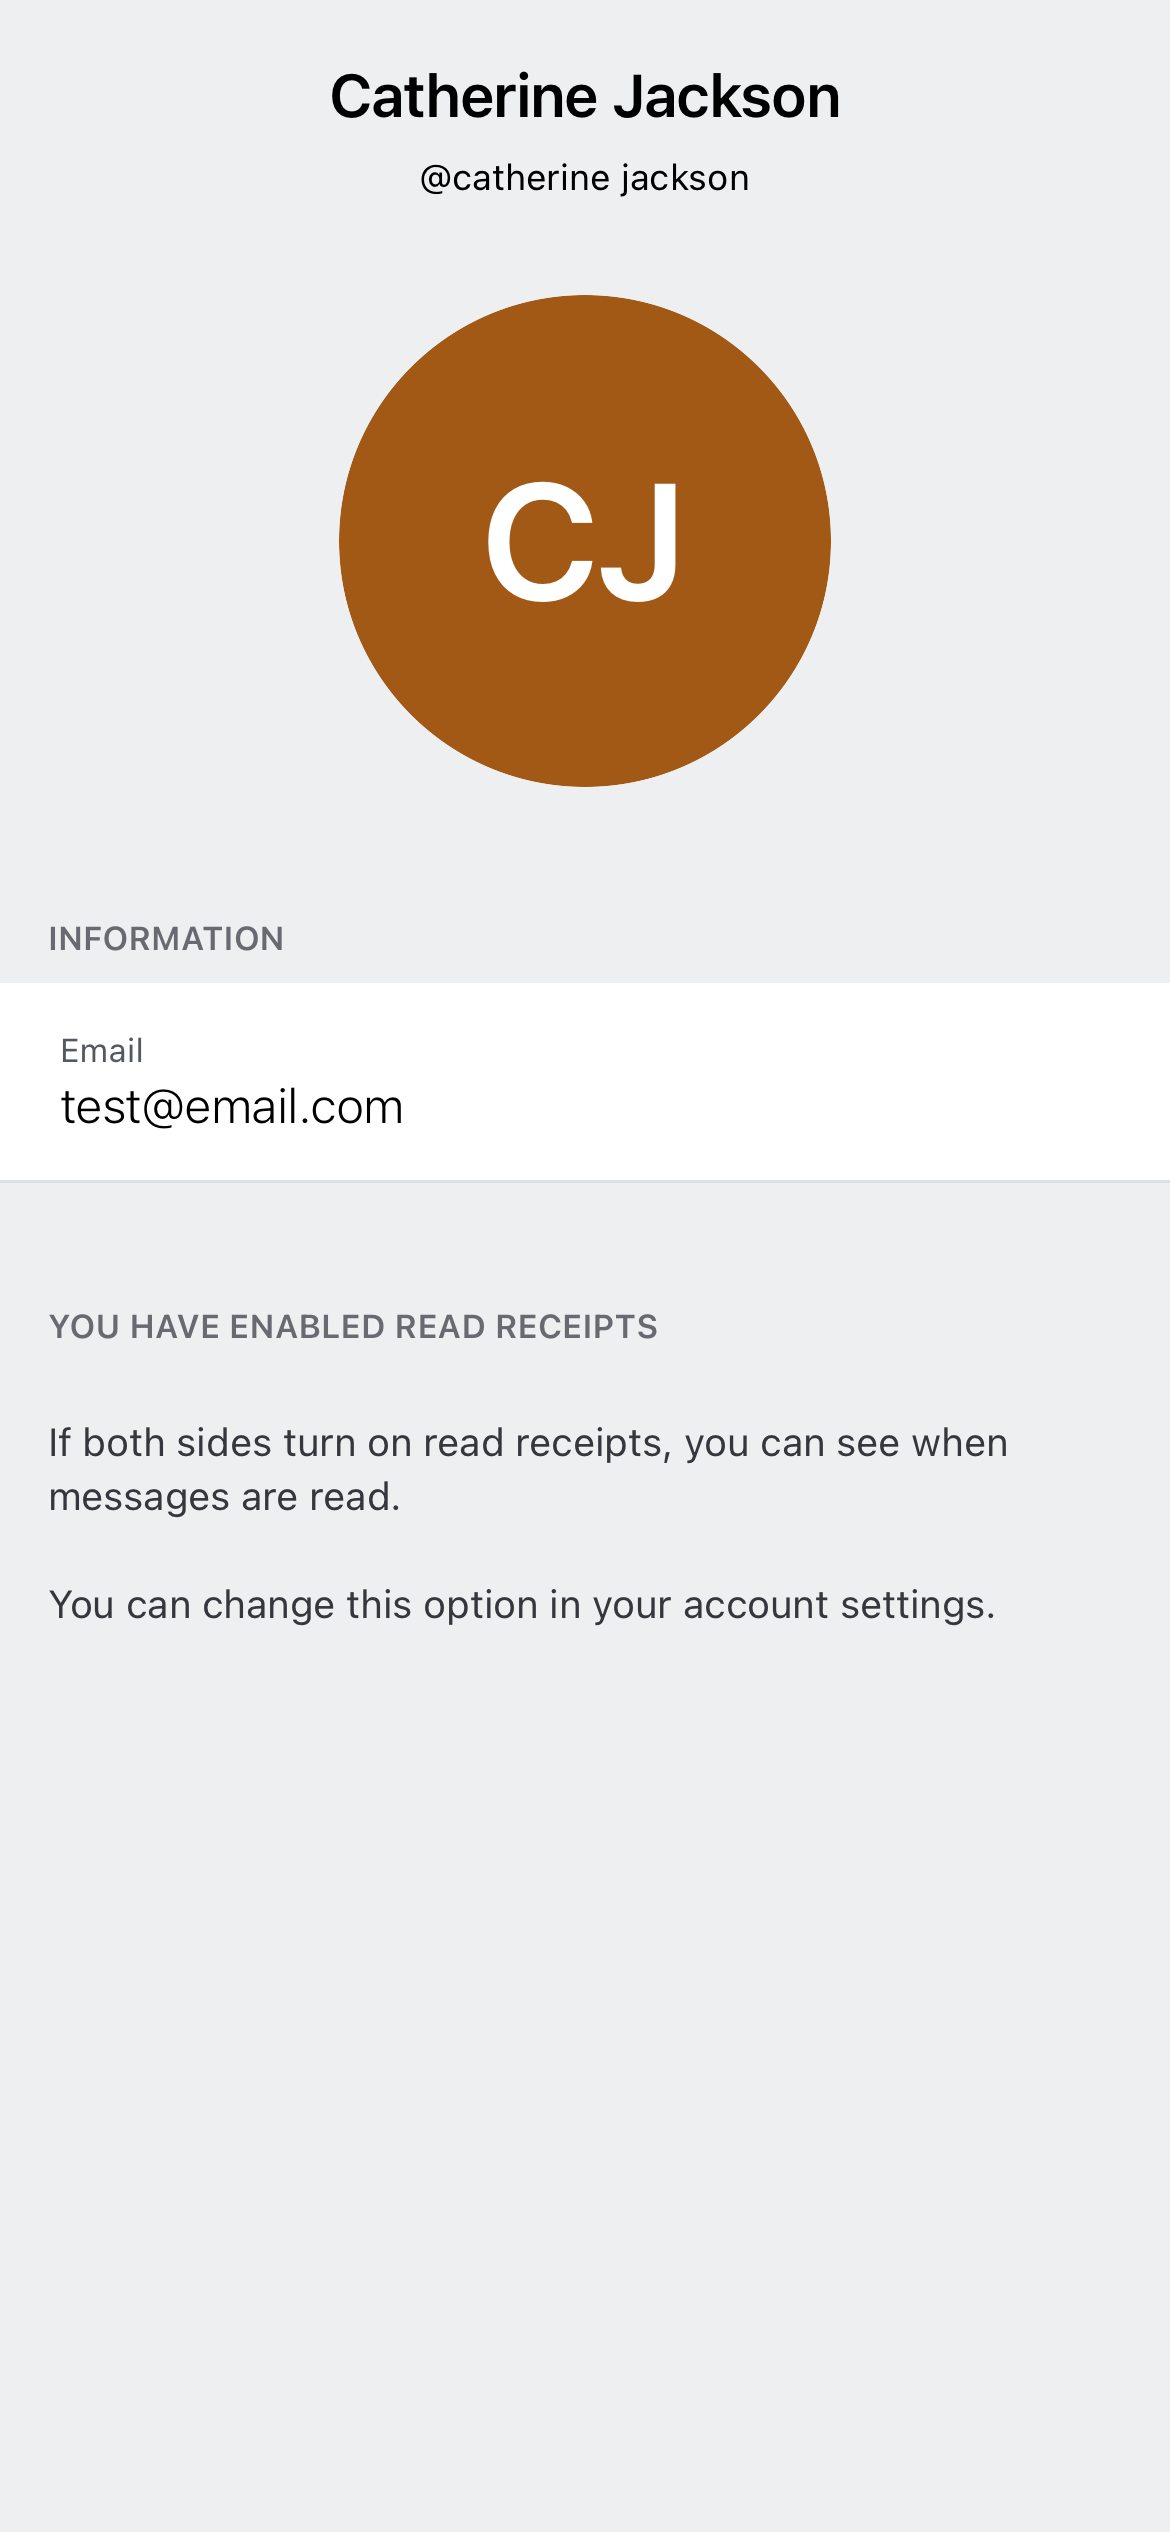 Catherine Jackson
@catherine jackson
CJ
INFORMATION
Email
test@email.com
YOU HAVE ENABLED READ RECEIPTS
If both sides turn on read receipts, you can see when
messages are read.
You can change this option in your account settings.